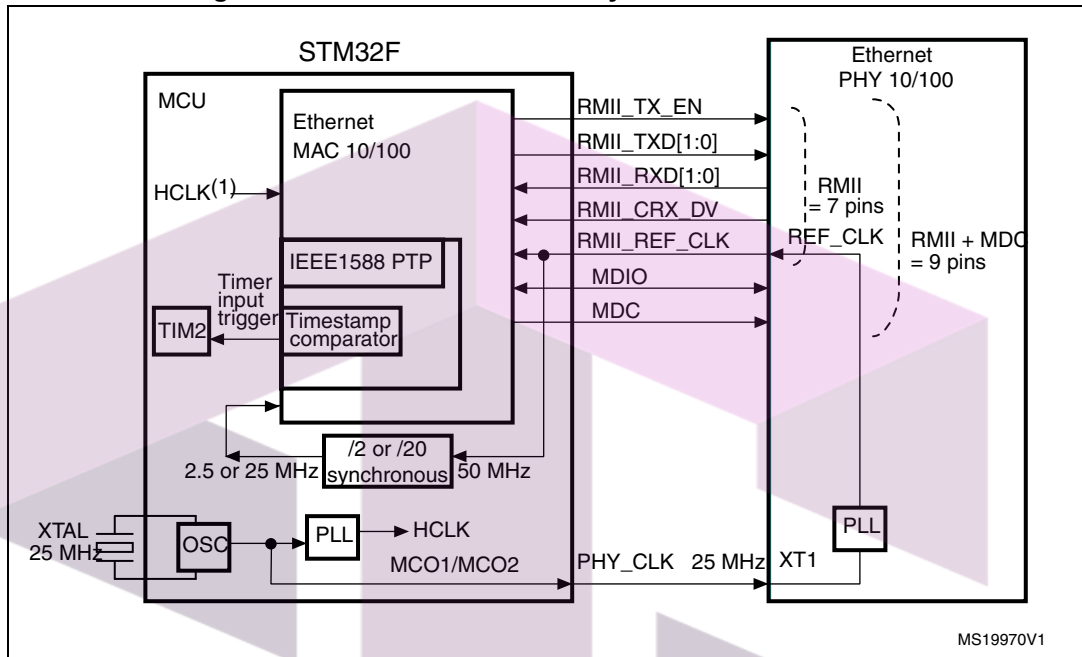 STM32F
Ethernet
PHY 10/100
MCU
Ethernet
MAC 10/100
HCLK(1)
RMII_TX_EN
RMII_TXD[1:0]
RMII_RXD[1:0]
RMII_CRX_DV
RMII_REF_CLK
REF_CLK
MDIO
MDC
RMII
= 7 pins
RMII + MDC
= 9 pins
IEEE1588 PTP
Timer
input
trigger
TIM2
Timestamp
comparator
/2 or /20
synchronous
2.5 or 25 MHz
50 MHz
XTAL
25 MHz
OSC
PLL
HCLK
MCO1/MCO2
PHY_CLK 25 MHz
XT1
PLL
MS19970V1